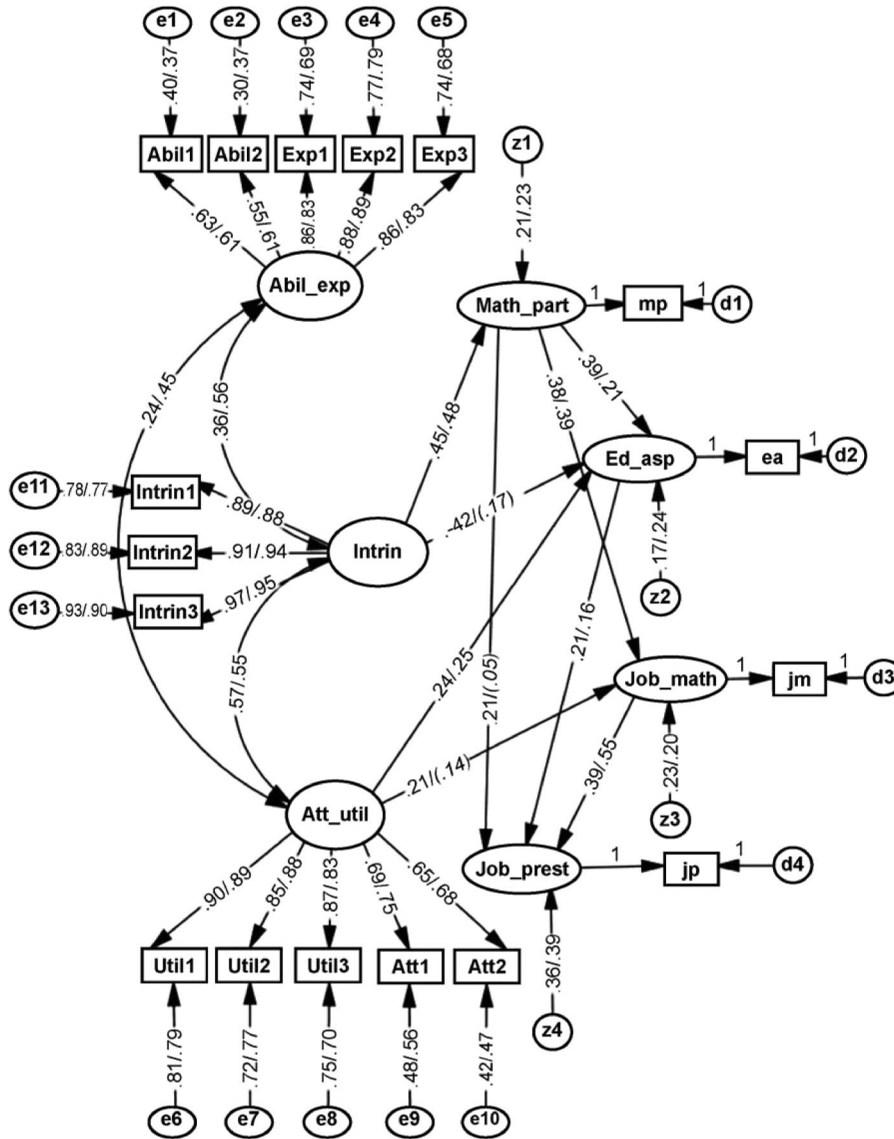 e1 e2 e3 e4 e5
.40/.37 .30/.37 .74/.69 .77/.79 .74/.68
Abil1 Abil2 Exp1 Exp2 Exp3
z1
.63/.61 .55/.61 .86/.83 .88/.89 .86/.83
.21/.23
Abil_exp
Math_part 1 mp 1 d1
.24/.45
.36/.56
.45/.48
.38/.39
.39/.21
Ed_asp 1 ea 1 d2
e11 .78/.77 Intrin1 .89/.88
.42/(.17)
e12 .83/.89 Intrin2 .91/.94 Intrin
.17/.24
z2
e13 .93/.90 Intrin3 .97/.95
.57/.55
.24/.25
.21/(.05)
.21/.16
Job_math 1 jm 1 d3
.21/(.14)
.39/.55
.23/.20
z3
Att_util
Job_prest 1 jp 1 d4
.90/.89 .85/.88 .87/.83 .69/.75 .65/.68
.36/.39
Util1 Util2 Util3 Att1 Att2
z4
.81/.79 .72/.77 .75/.70 .48/.56 .42/.47
e6 e7 e8 e9 e10